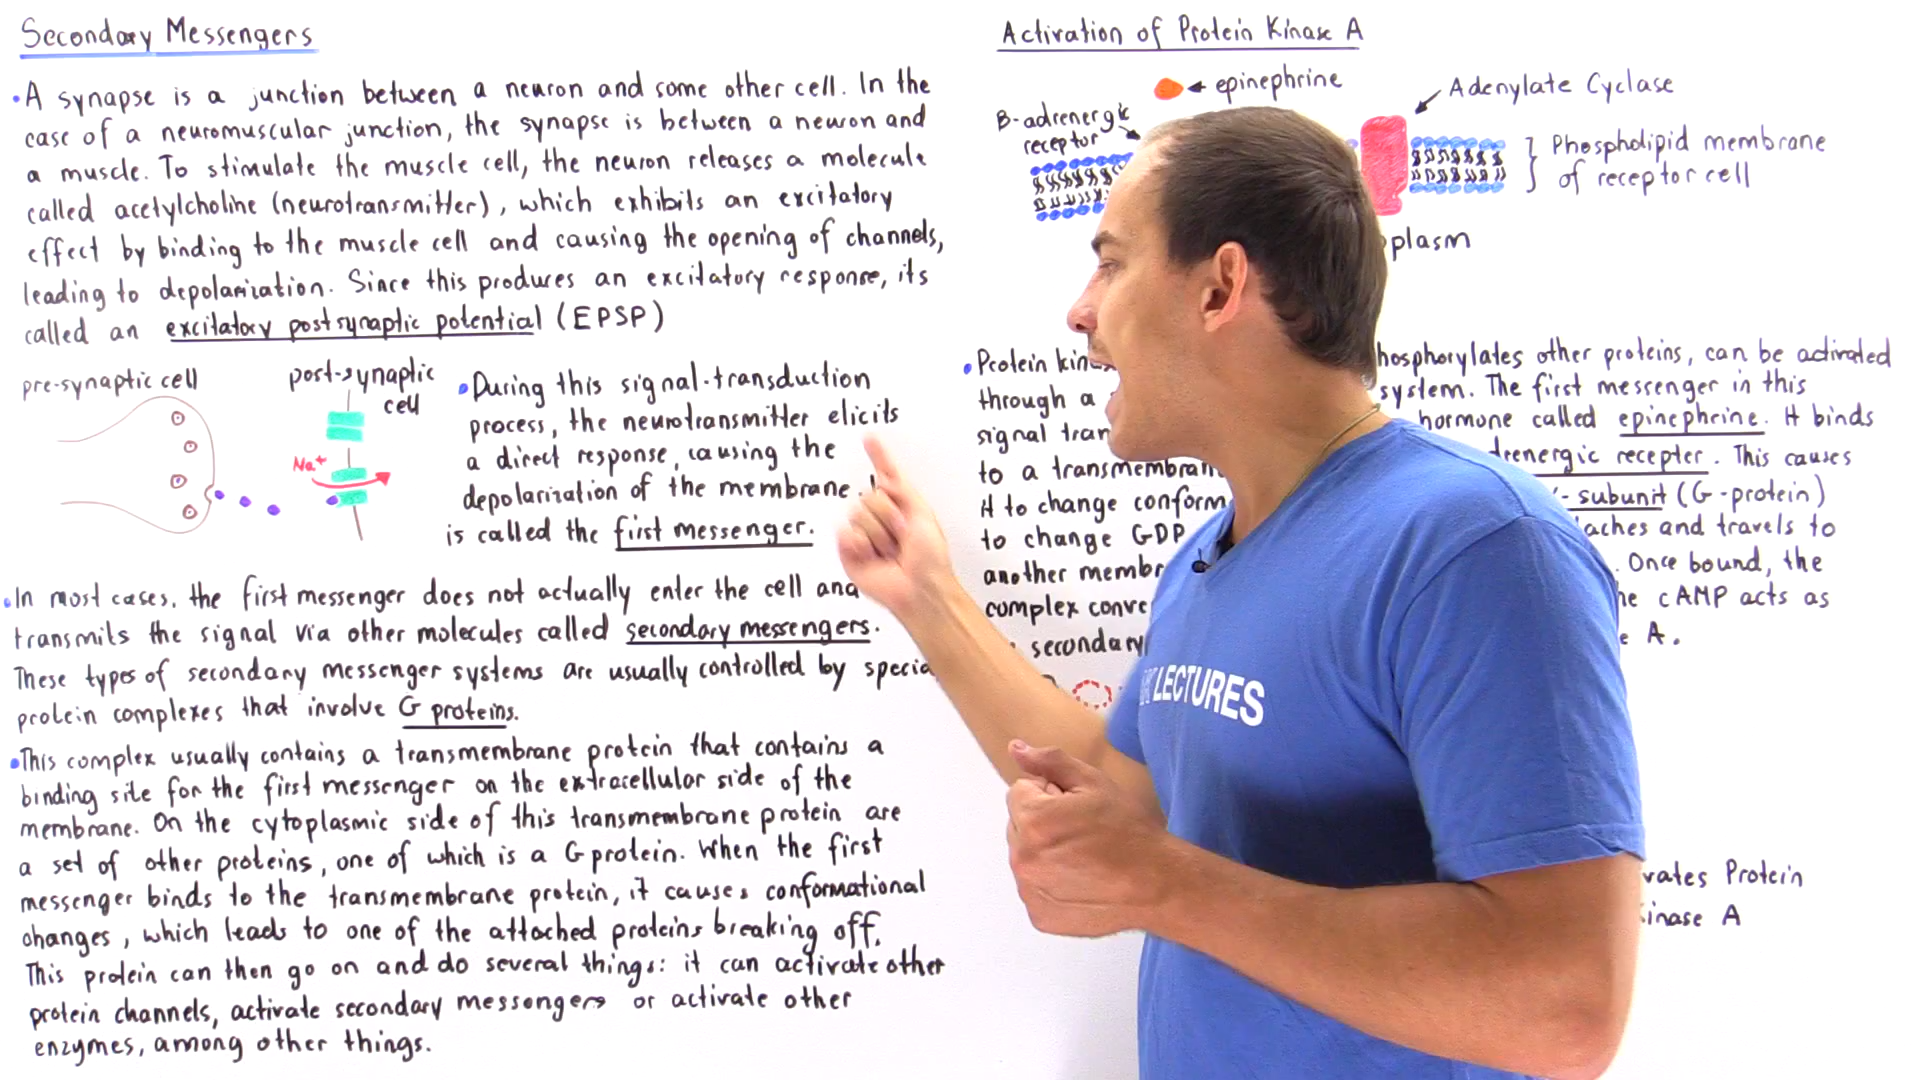 Secondary Messengers
• A synapse is a junction between a neuron and some other cell. In the
case of a neuromuscular junction, the synapse is between a neuron and
a muscle. To stimulate the muscle cell, the neuron releases a molecule
called acetylcholine (neurotransmitter), which exhibits an excitatory
effect by binding to the muscle cell and causing the opening of channels,
leading to depolarization. Since this produces an excitatory response, its
called an excitatory postsynaptic potential (EPSP)
pre-synaptic cell
post-synaptic
cell
Na+
• During this signal-transduction
process, the neurotransmitter elicits
a direct response, causing the
depolarization of the membrane.
is called the first messenger.
• In most cases, the first messenger does not actually enter the cell and
transmits the signal via other molecules called secondary messengers.
These types of secondary messenger systems are usually controlled by specia
protein complexes that involve G proteins.
• This complex usually contains a transmembrane protein that contains a
binding site for the first messenger on the extracellular side of the
membrane. On the cytoplasmic side of this transmembrane protein are
a set of other proteins, one of which is a G protein. When the first
messenger binds to the transmembrane protein, it causes conformational
changes, which leads to one of the attached proteins breaking off.
This protein can then go on and do several things: it can activate other
protein channels, activate secondary messengers or activate other
enzymes, among other things.
Activation of Protein Kinase A
epinephrine
Adenylate Cyclase
B-adrenergic
receptor
Phospholipid membrane
of receptor cell
plasm
• Protein kin hosphorylates other proteins, can be activated
through a system. The first messenger in this
signal tran hormone called epinephrine. It binds
to a transmembran drenergic recepter. This causes
it to change conform - subunit (G-protein)
to change GDP aches and travels to
another membr . Once bound, the
complex conve he cAMP acts as
secondary e A.
vates Protein
inase A
LECTURES